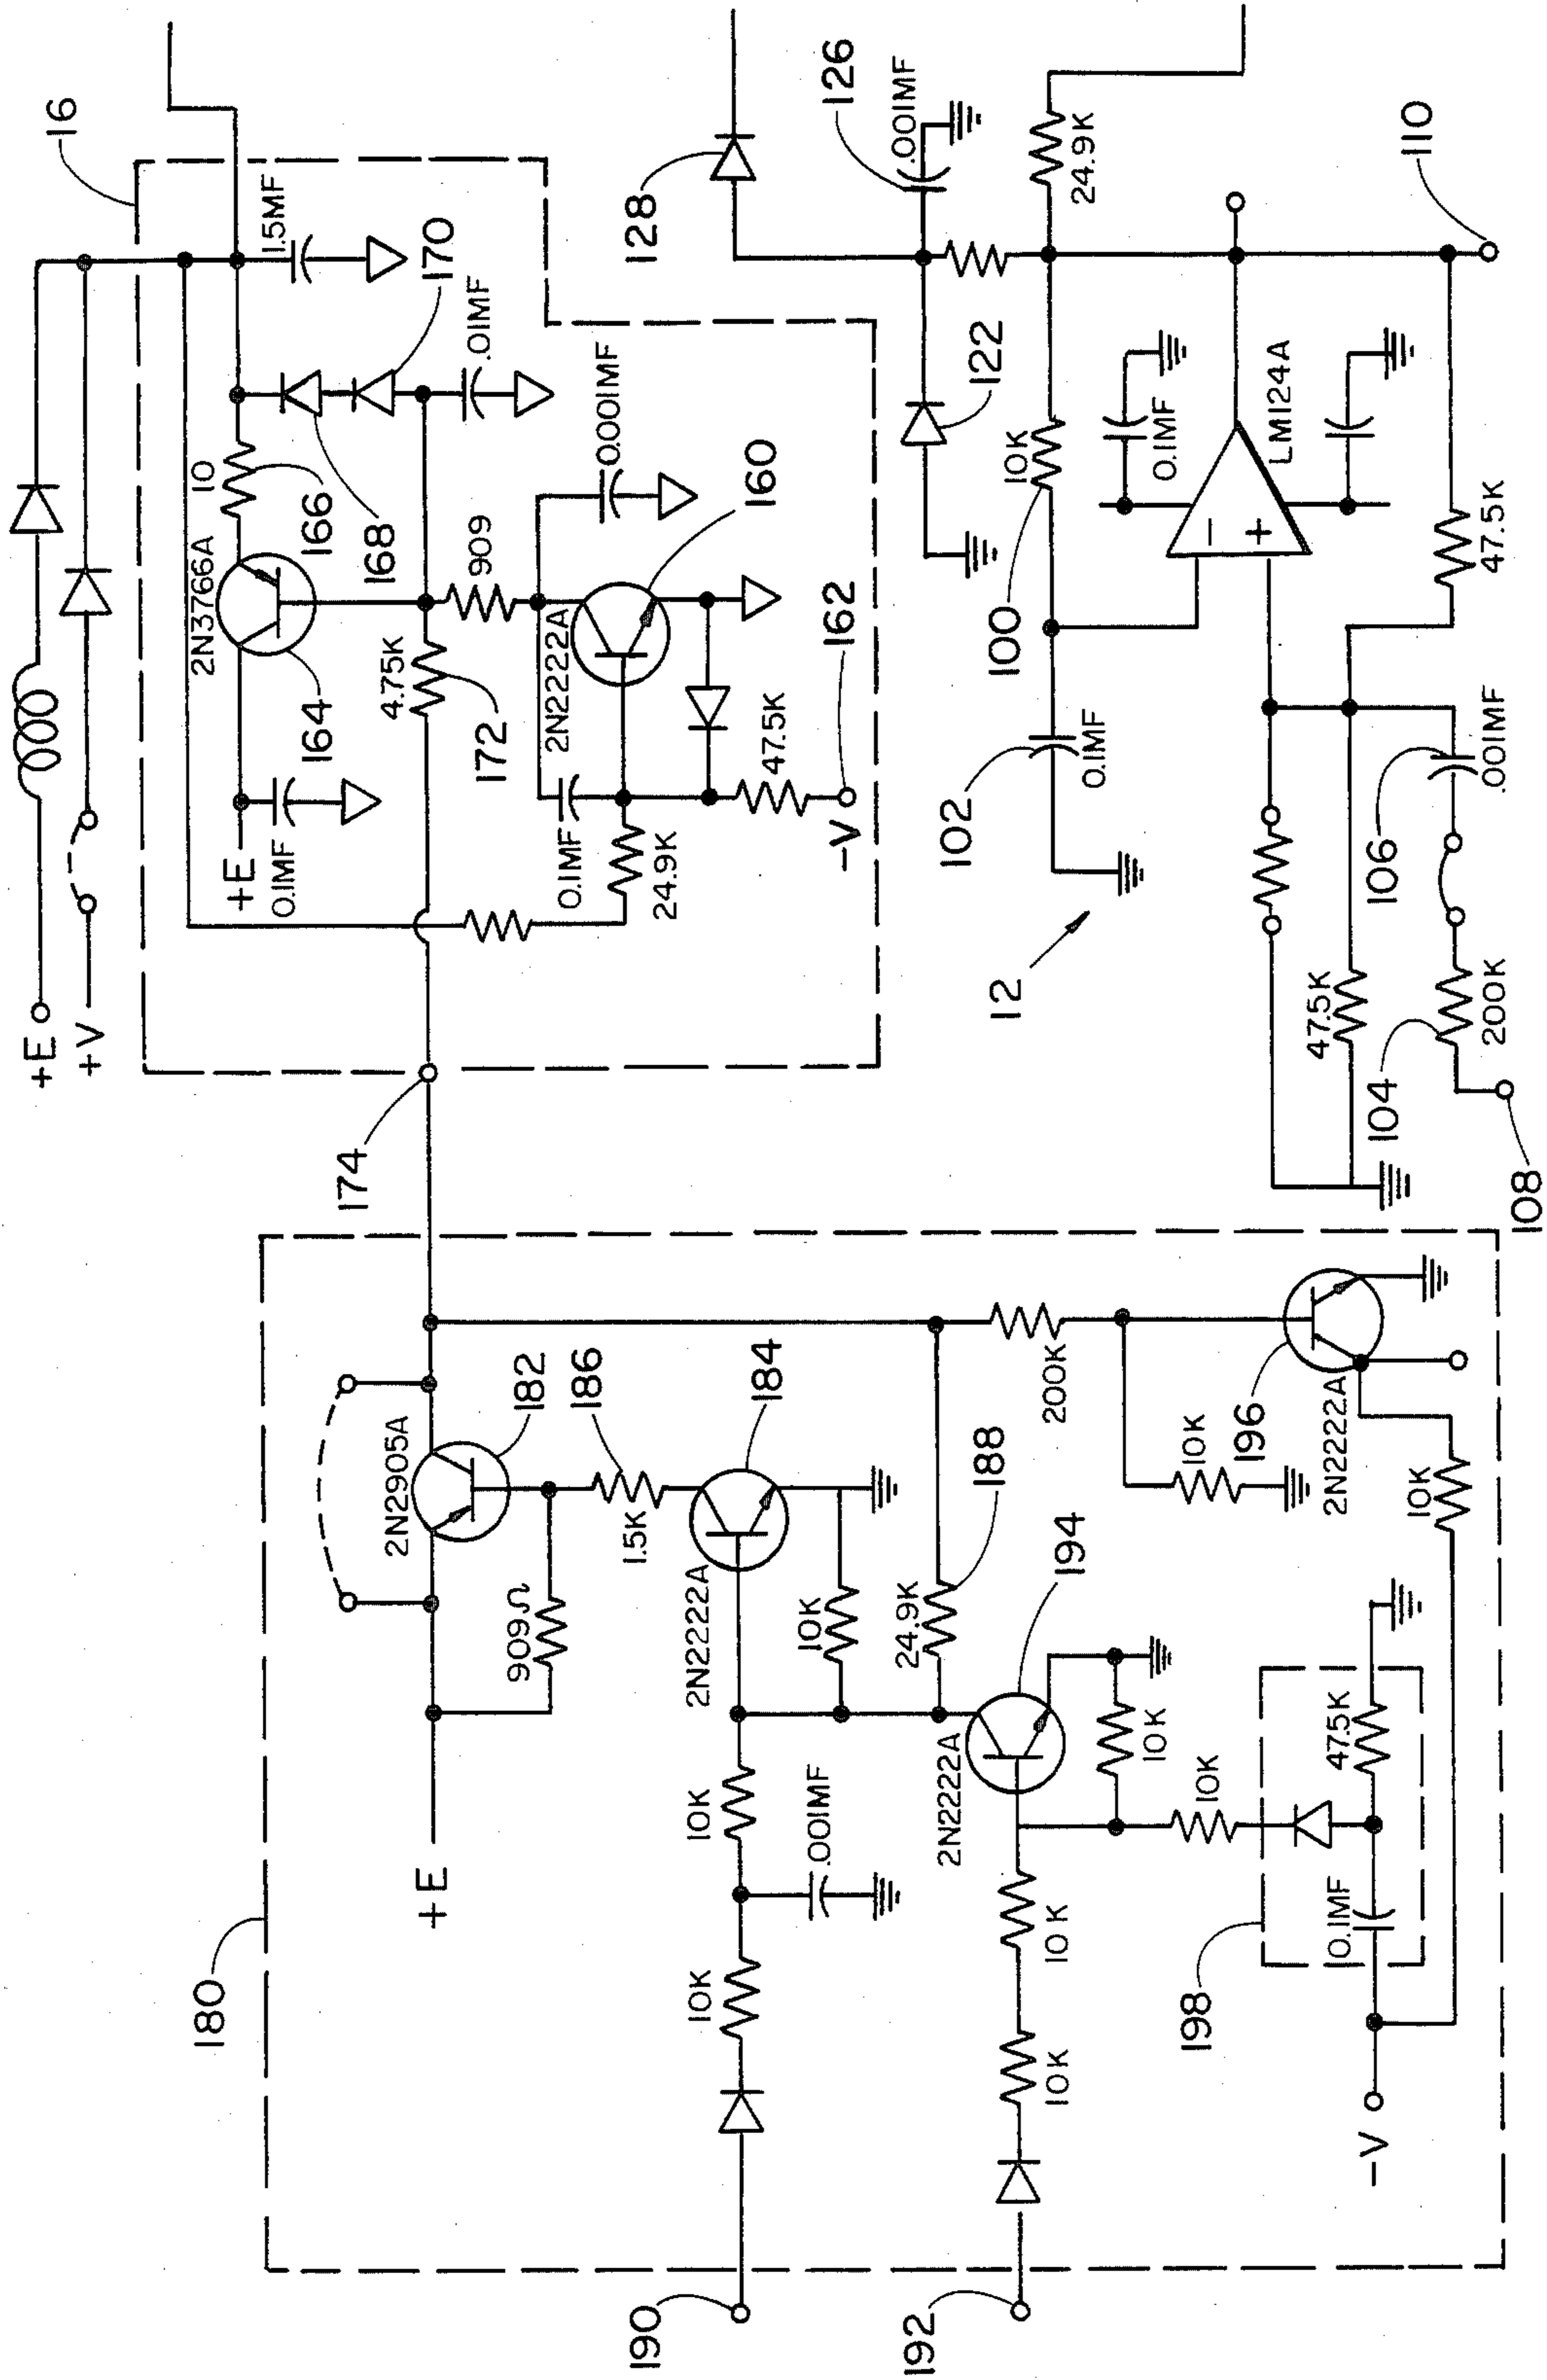 16
+E
+V
1.5MF
170
.01MF
10
166
2N3766A
168
164
+E
0.1MF
4.75K
172
909
0.001MF
160
2N2222A
0.1MF
24.9K
47.5K
162
-V
128
126
.001MF
122
24.9K
110
10K
100
102
0.1MF
12
0.1MF
LM124A
−
+
47.5K
47.5K
106
.001MF
104
200K
108
174
180
2N2905A
182
186
1.5K
909Ω
+E
184
2N2222A
10K
24.9K
188
200K
10K
196
2N2222A
10K
10K
10K
.001MF
2N2222A
194
10K
10K
10K
10K
47.5K
0.1MF
198
-V
190
192